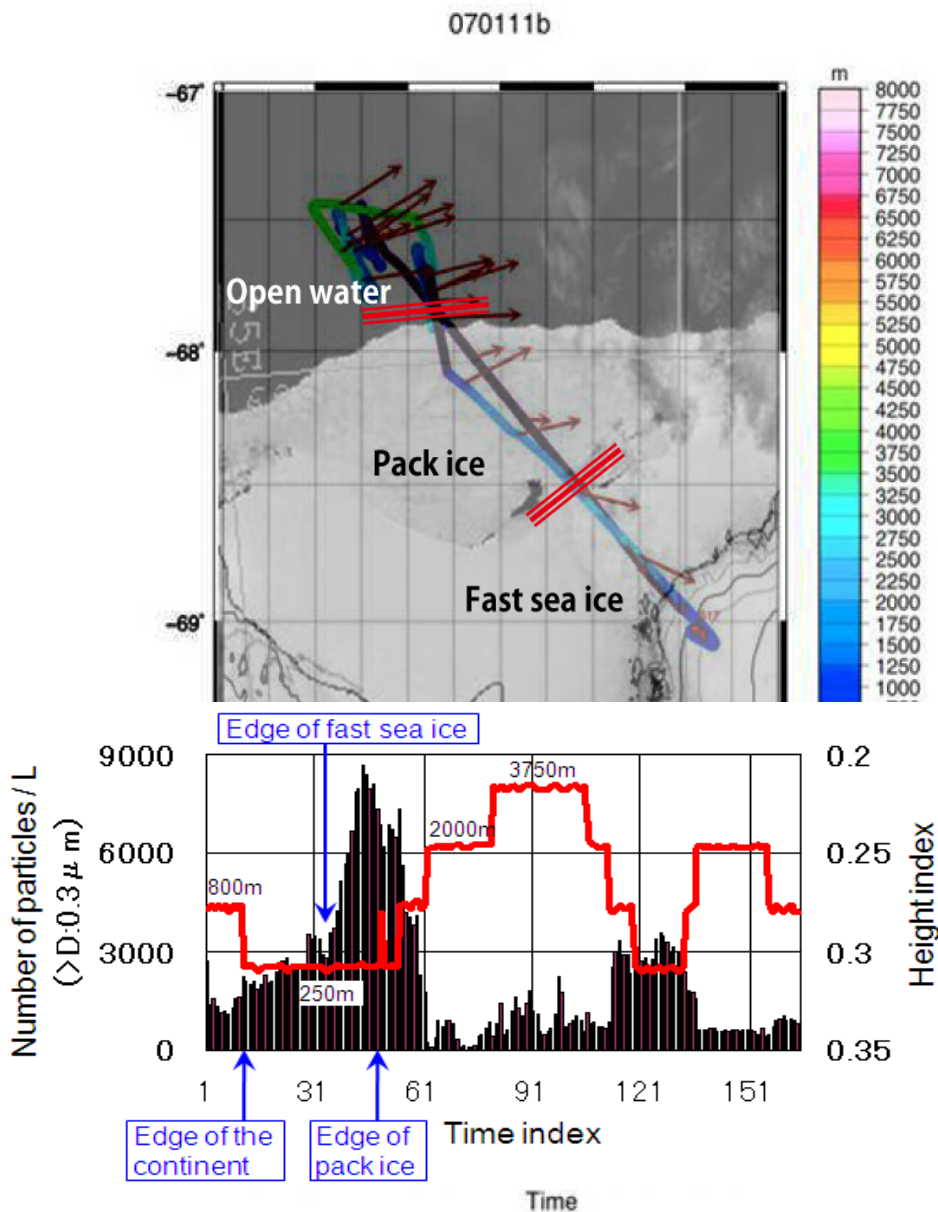 070111b
m
-67°
8000
7750
7500
7250
7000
6750
6500
6250
6000
5750
5500
5250
5000
4750
4500
4250
4000
3750
3500
3250
3000
2750
2500
2250
2000
1750
1500
1250
1000
Open water
-68°
Pack ice
Fast sea ice
-69°
Edge of fast sea ice
9000
6000
3000
0
Number of particles / L
(>D:0.3 μ m)
800m
250m
2000m
3750m
0.2
0.25
0.3
0.35
Height index
1 31 61 91 121 151
Time index
Edge of the
continent
Edge of
pack ice
Time